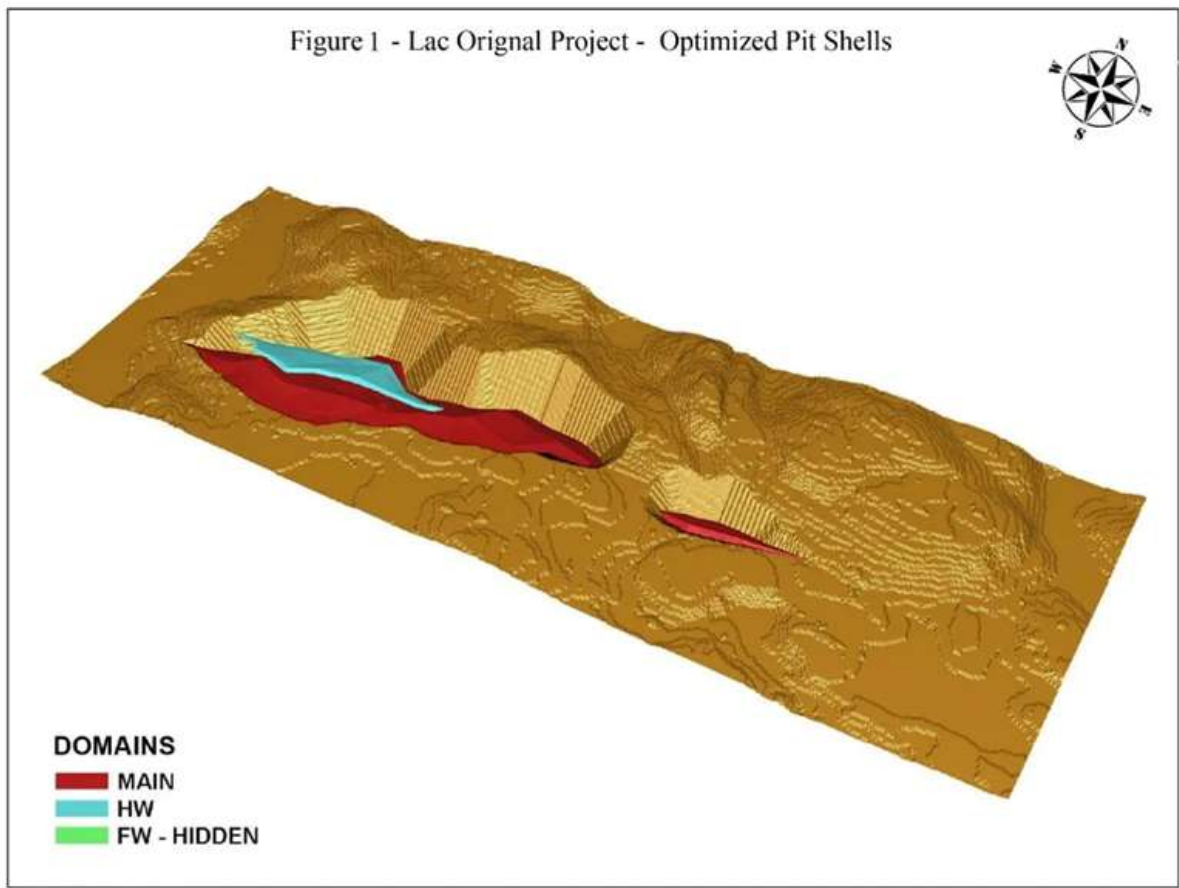 Figure 1 - Lac Orignal Project - Optimized Pit Shells
N
W
E
S
DOMAINS
MAIN
HW
FW - HIDDEN